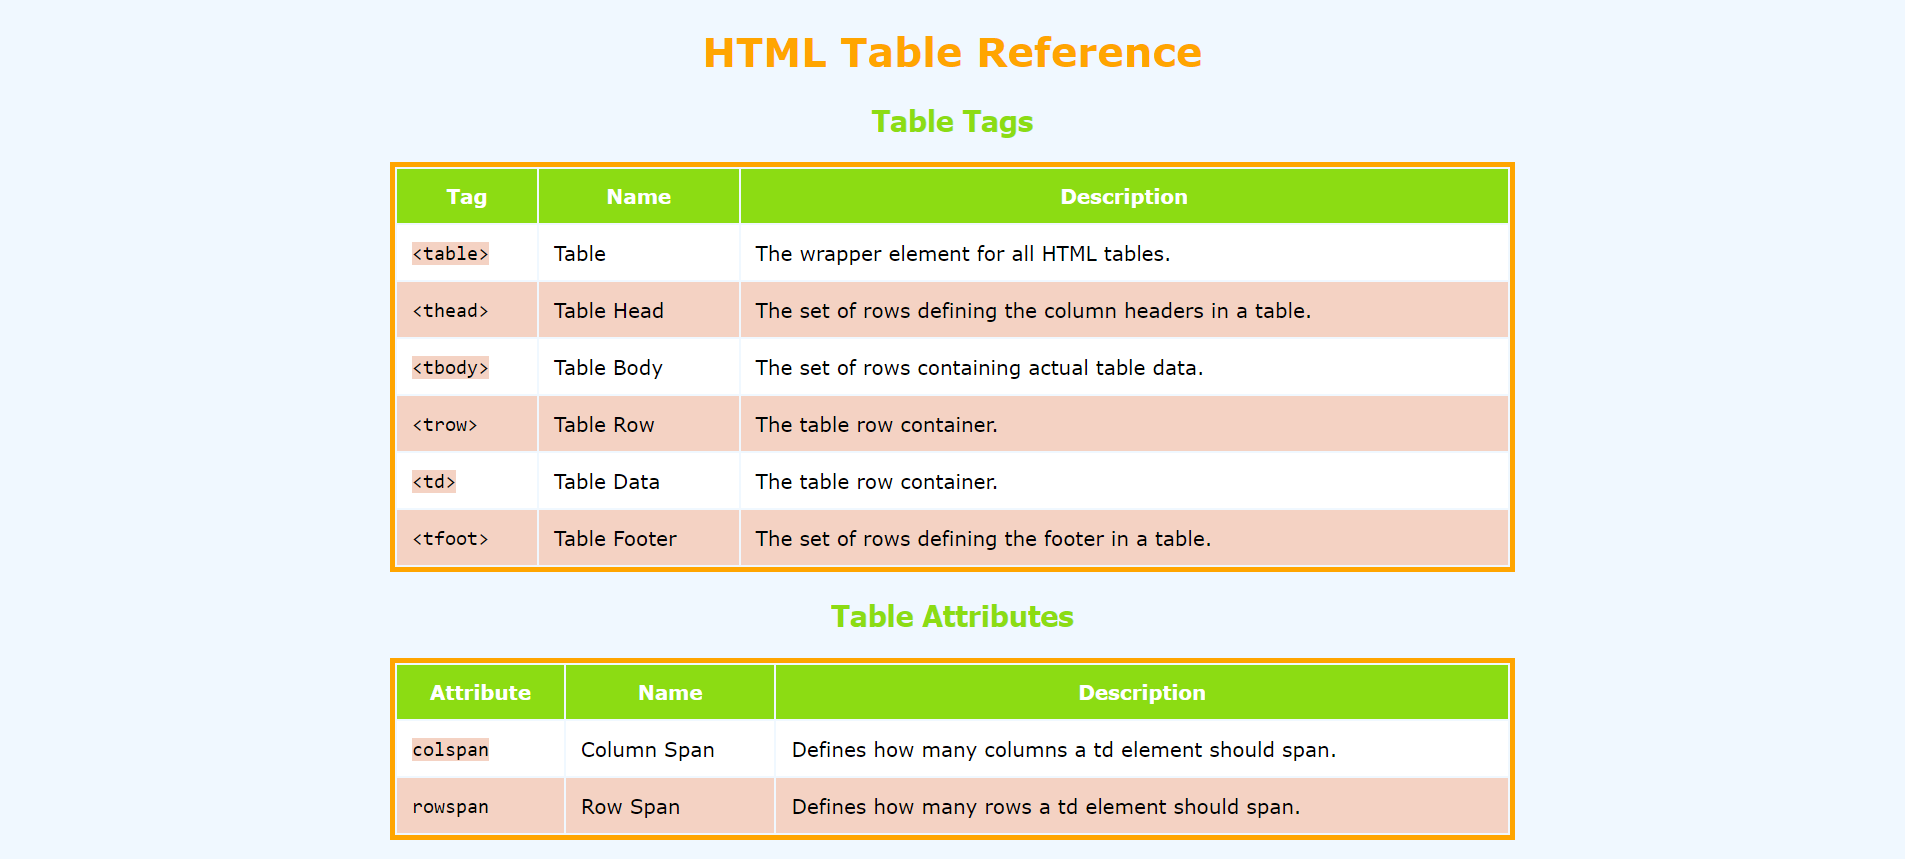 HTML Table Reference
Table Tags
Tag Name Description
<table> Table The wrapper element for all HTML tables.
<thead> Table Head The set of rows defining the column headers in a table.
<tbody> Table Body The set of rows containing actual table data.
<trow> Table Row The table row container.
<td> Table Data The table row container.
<tfoot> Table Footer The set of rows defining the footer in a table.
Table Attributes
Attribute Name Description
colspan Column Span Defines how many columns a td element should span.
rowspan Row Span Defines how many rows a td element should span.